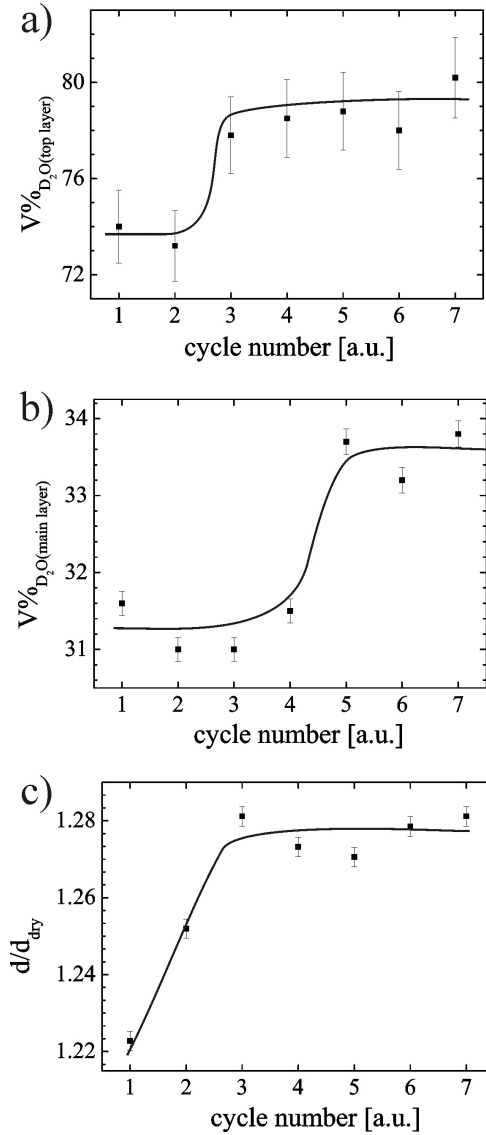 a)
V%D₂O(top layer)
80
76
72
1 2 3 4 5 6 7
cycle number [a.u.]
b)
V%D₂O(main layer)
34
33
32
31
1 2 3 4 5 6 7
cycle number [a.u.]
c)
d/ddry
1.28
1.26
1.24
1.22
1 2 3 4 5 6 7
cycle number [a.u.]